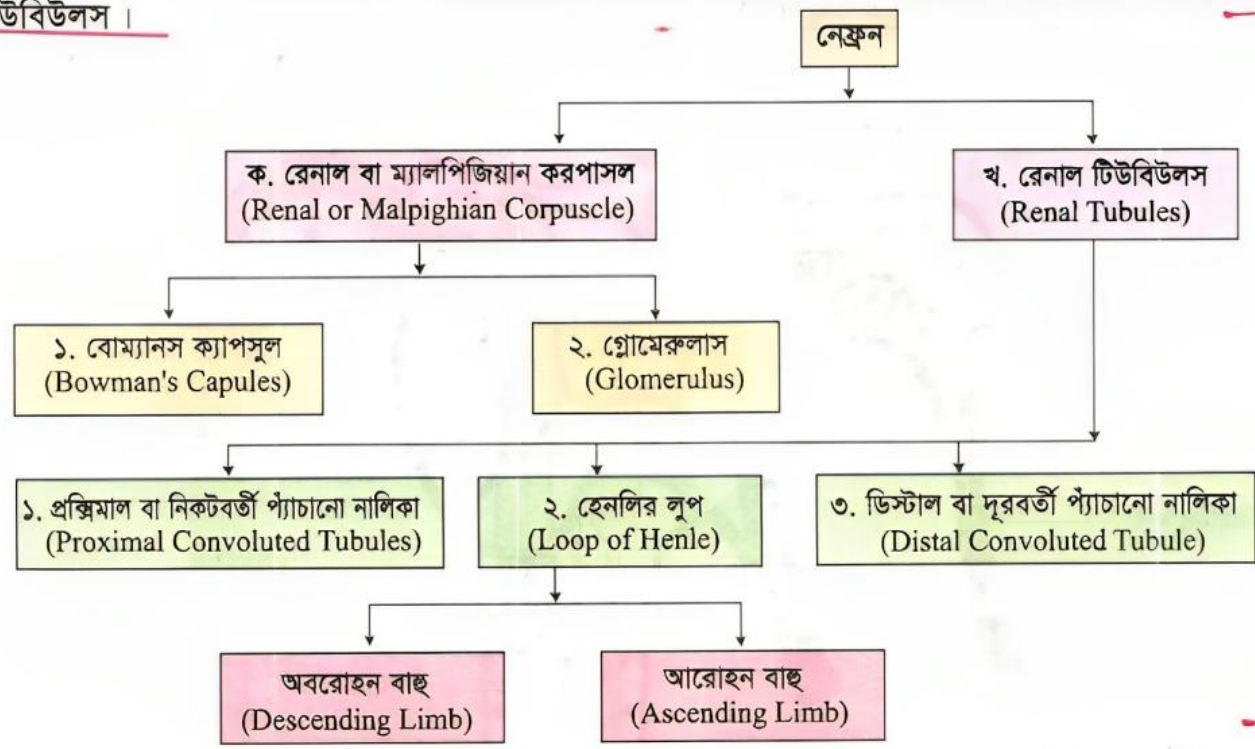 উবিউলস ।
নেফ্রন
ক. রেনাল বা ম্যালপিজিয়ান করপাসল
(Renal or Malpighian Corpuscle)
খ. রেনাল টিউবিউলস
(Renal Tubules)
১. বোম্যানস ক্যাপসুল
(Bowman's Capules)
২. গ্লোমেরুলাস
(Glomerulus)
১. প্রক্সিমাল বা নিকটবর্তী প্যাঁচানো নালিকা
(Proximal Convoluted Tubules)
২. হেনলির লুপ
(Loop of Henle)
৩. ডিস্টাল বা দূরবর্তী প্যাঁচানো নালিকা
(Distal Convoluted Tubule)
অবরোহন বাহু
(Descending Limb)
আরোহন বাহু
(Ascending Limb)